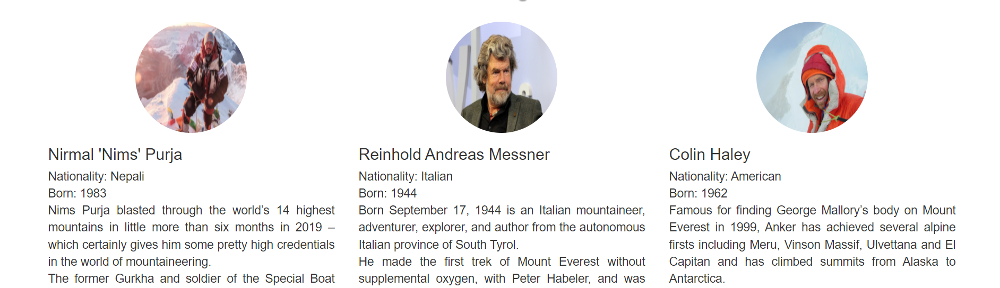 Nirmal 'Nims' Purja
Nationality: Nepali
Born: 1983
Nims Purja blasted through the world’s 14 highest
mountains in little more than six months in 2019 –
which certainly gives him some pretty high credentials
in the world of mountaineering.
The former Gurkha and soldier of the Special Boat
Reinhold Andreas Messner
Nationality: Italian
Born: 1944
Born September 17, 1944 is an Italian mountaineer,
adventurer, explorer, and author from the autonomous
Italian province of South Tyrol.
He made the first trek of Mount Everest without
supplemental oxygen, with Peter Habeler, and was
Colin Haley
Nationality: American
Born: 1962
Famous for finding George Mallory’s body on Mount
Everest in 1999, Anker has achieved several alpine
firsts including Meru, Vinson Massif, Ulvettana and El
Capitan and has climbed summits from Alaska to
Antarctica.